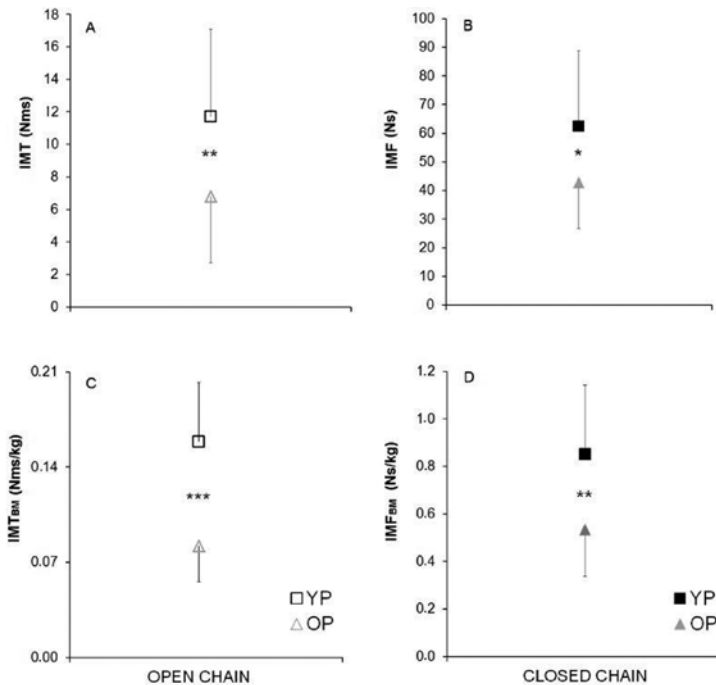 A
IMT (Nms)
18
16
14
12
10
8
6
4
2
0
**
B
IMF (Ns)
100
90
80
70
60
50
40
30
20
10
0
*
C
IMTBM (Nms/kg)
0.21
0.14
0.07
0.00
***
YP
OP
OPEN CHAIN
D
IMFBM (Ns/kg)
1.2
1.0
0.8
0.6
0.4
0.2
0.0
**
YP
OP
CLOSED CHAIN